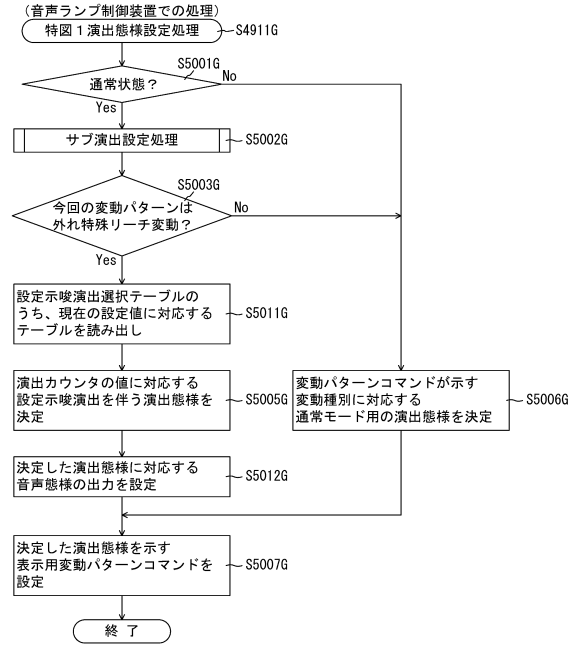 （音声ランプ制御装置での処理）
特図１演出態様設定処理
S4911G
通常状態？
S5001G
No
Yes
サブ演出設定処理
S5002G
今回の変動パターンは
外れ特殊リーチ変動？
S5003G
No
Yes
設定示唆演出選択テーブルの
うち、現在の設定値に対応する
テーブルを読み出し
S5011G
演出カウンタの値に対応する
設定示唆演出を伴う演出態様を
決定
S5005G
変動パターンコマンドが示す
変動種別に対応する
通常モード用の演出態様を決定
S5006G
決定した演出態様に対応する
音声態様の出力を設定
S5012G
決定した演出態様を示す
表示用変動パターンコマンドを
設定
S5007G
終了